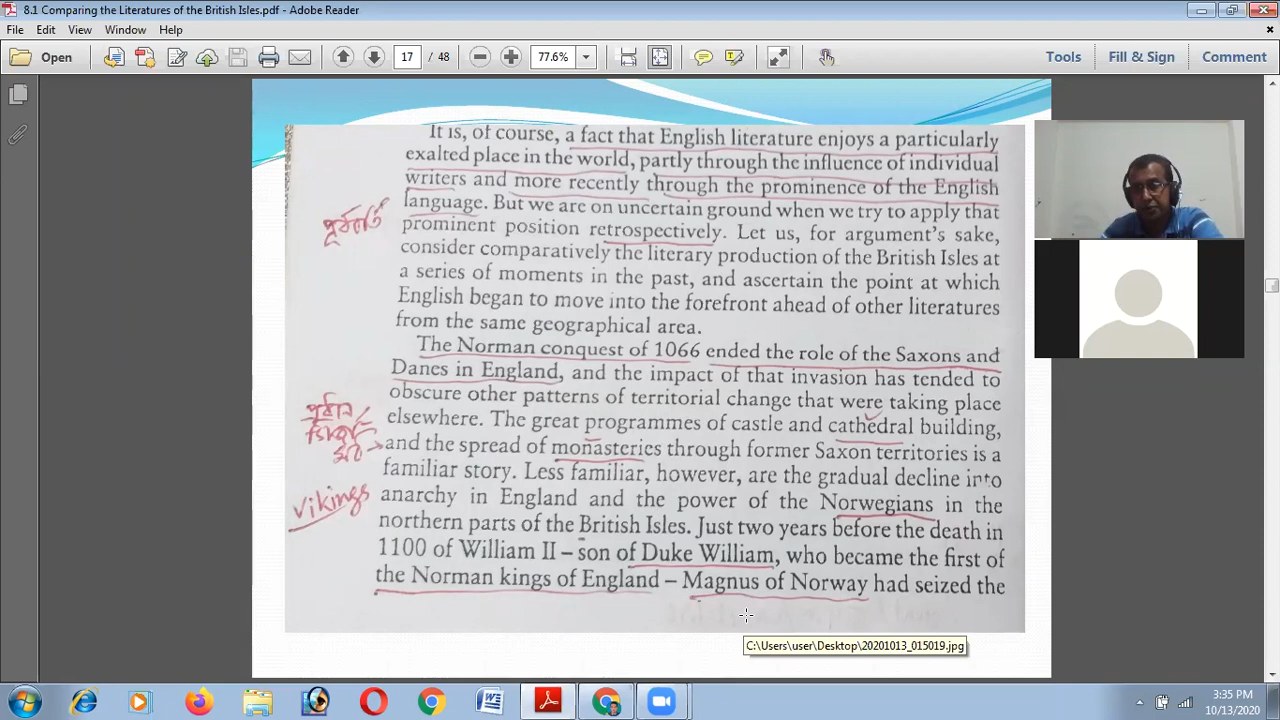 8.1 Comparing the Literatures of the British Isles.pdf - Adobe Reader
File Edit View Window Help
Open 17 / 48 77.6% Tools Fill & Sign Comment
It is, of course, a fact that English literature enjoys a particularly
exalted place in the world, partly through the influence of individual
writers and more recently through the prominence of the English
language. But we are on uncertain ground when we try to apply that
prominent position retrospectively. Let us, for argument's sake,
consider comparatively the literary production of the British Isles at
a series of moments in the past, and ascertain the point at which
English began to move into the forefront ahead of other literatures
from the same geographical area.
The Norman conquest of 1066 ended the role of the Saxons and
Danes in England, and the impact of that invasion has tended to
obscure other patterns of territorial change that were taking place
elsewhere. The great programmes of castle and cathedral building,
and the spread of monasteries through former Saxon territories is a
familiar story. Less familiar, however, are the gradual decline into
Vikings
anarchy in England and the power of the Norwegians in the
northern parts of the British Isles. Just two years before the death in
1100 of William II – son of Duke William, who became the first of
the Norman kings of England – Magnus of Norway had seized the
C:\Users\user\Desktop\20201013_015019.jpg
3:35 PM
10/13/2020